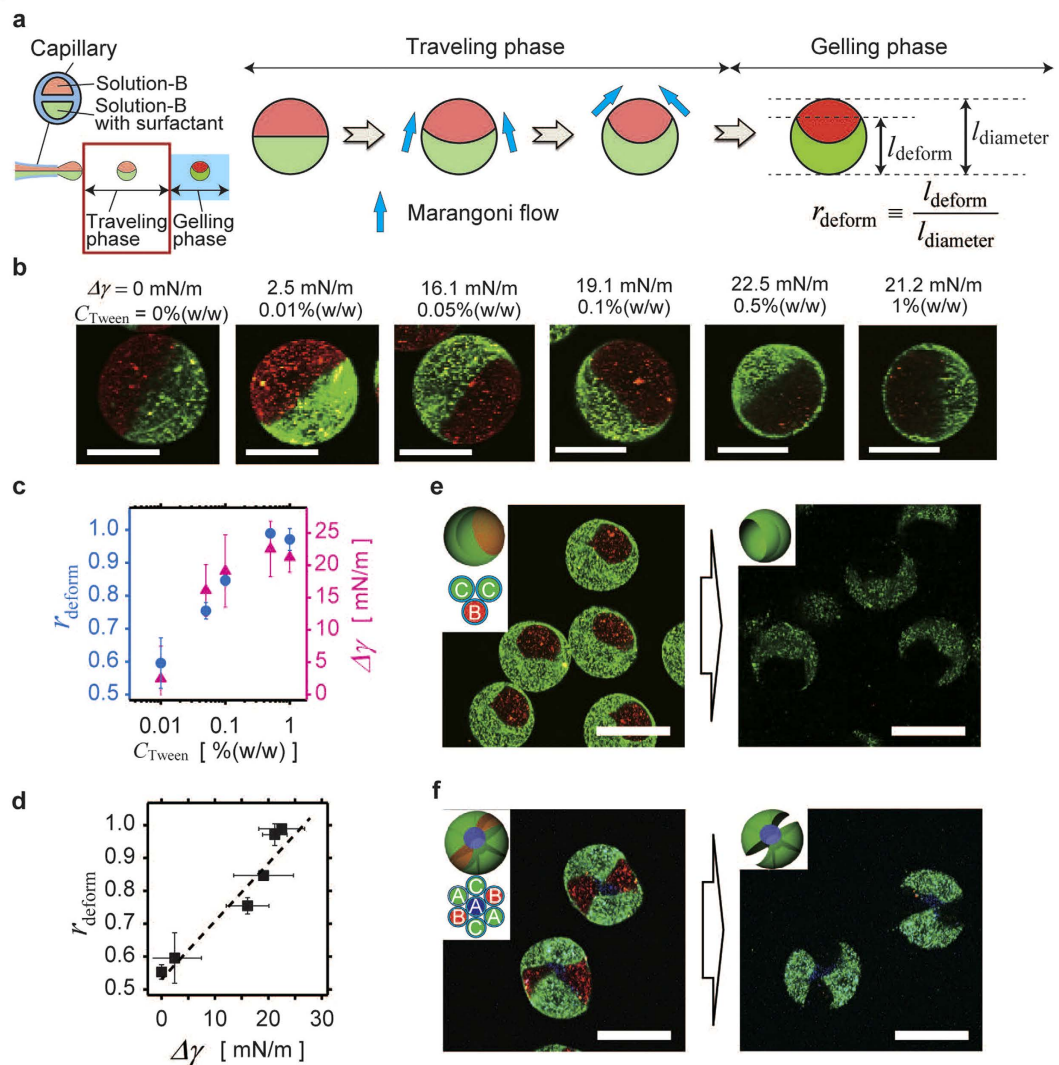 a
Capillary
Solution-B
Solution-B
with surfactant
Traveling
phase
Gelling
phase
Traveling phase
Gelling phase
Marangoni flow
l_deform
l_diameter
r_deform ≡ l_deform / l_diameter
b
Δγ = 0 mN/m
C_Tween = 0%(w/w)
2.5 mN/m
0.01%(w/w)
16.1 mN/m
0.05%(w/w)
19.1 mN/m
0.1%(w/w)
22.5 mN/m
0.5%(w/w)
21.2 mN/m
1%(w/w)
c
r_deform
1.0
0.9
0.8
0.7
0.6
0.5
25
20
15
10
5
0
Δγ [ mN/m ]
0.01 0.1 1
C_Tween [ %(w/w) ]
d
r_deform
1.0
0.9
0.8
0.7
0.6
0.5
0 10 20 30
Δγ [ mN/m ]
e
C C
B
f
C
A B
A
B A
C